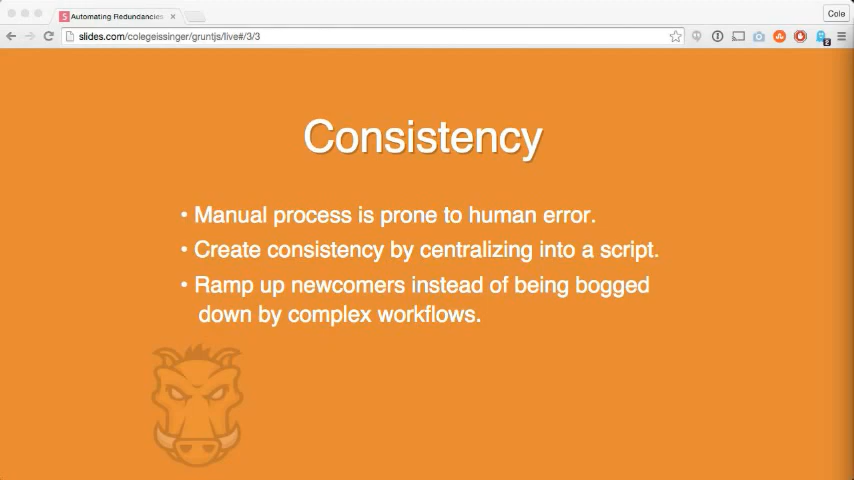 Automating Redundancies
Cole
slides.com/colegeissinger/gruntjs/live#/3/3
Consistency
• Manual process is prone to human error.
• Create consistency by centralizing into a script.
• Ramp up newcomers instead of being bogged
down by complex workflows.